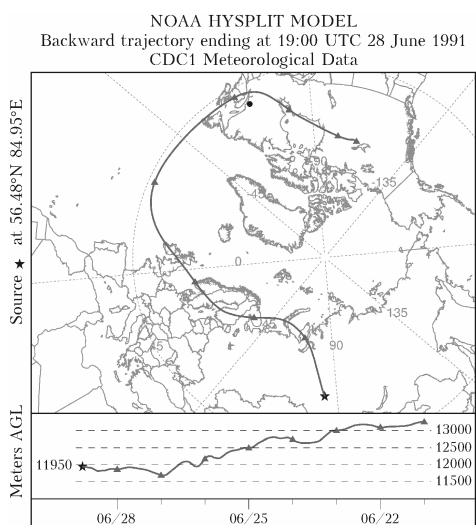 NOAA HYSPLIT MODEL
Backward trajectory ending at 19:00 UTC 28 June 1991
CDC1 Meteorological Data
Source ★ at 56.48°N 84.95°E
90
-45
-135
0
135
45
90
Meters AGL
11950
13000
12500
12000
11500
06/28 06/25 06/22